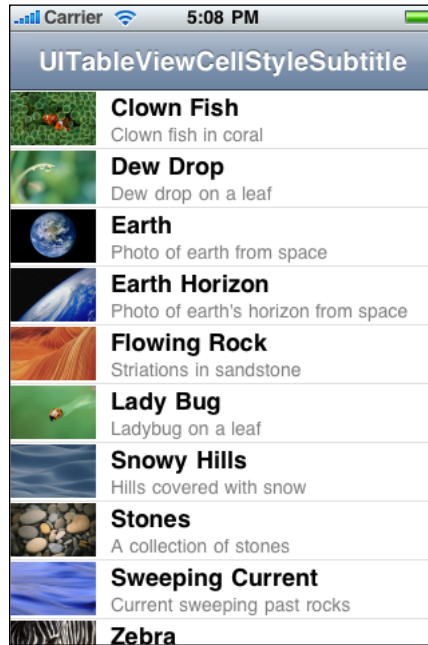 Carrier 5:08 PM
UITableViewCellStyleSubtitle
Clown Fish
Clown fish in coral
Dew Drop
Dew drop on a leaf
Earth
Photo of earth from space
Earth Horizon
Photo of earth's horizon from space
Flowing Rock
Striations in sandstone
Lady Bug
Ladybug on a leaf
Snowy Hills
Hills covered with snow
Stones
A collection of stones
Sweeping Current
Current sweeping past rocks
Zebra